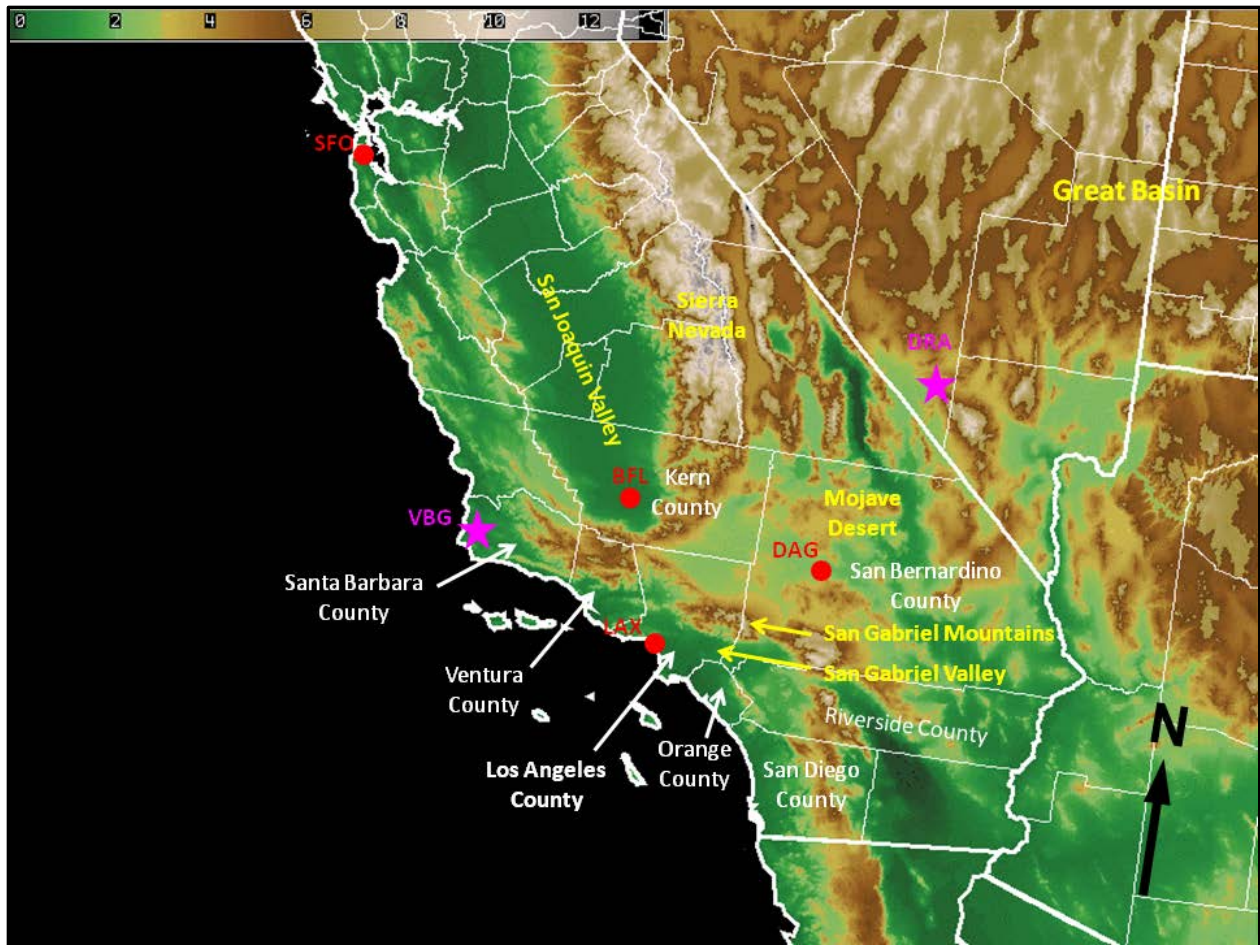 0 2 4 6 8 10 12
SFO
Great Basin
San Joaquin Valley
Sierra
Nevada
DRA
BFL
Kern
County
Mojave
Desert
VBG
DAG
San Bernardino
County
Santa Barbara
County
LAX
San Gabriel Mountains
San Gabriel Valley
Ventura
County
Riverside County
N
Orange
County
Los Angeles
County
San Diego
County